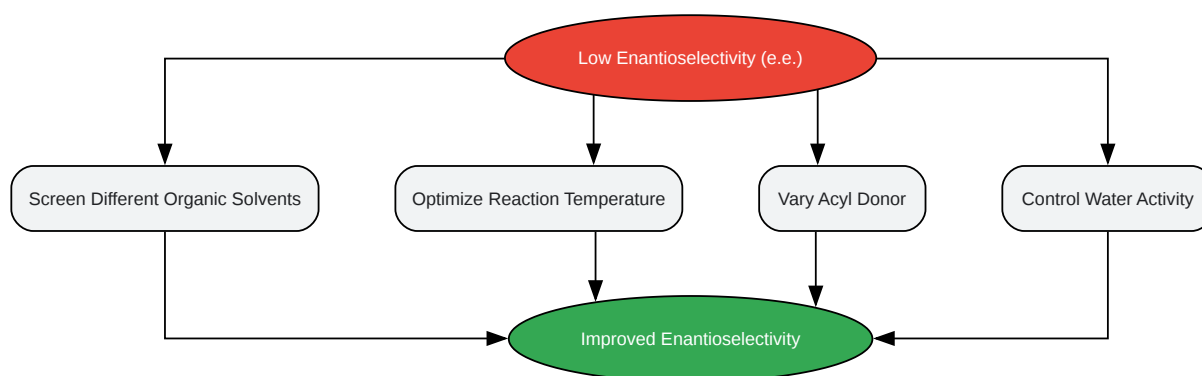 Low Enantioselectivity (e.e.)
Screen Different Organic Solvents
Optimize Reaction Temperature
Vary Acyl Donor
Control Water Activity
Improved Enantioselectivity